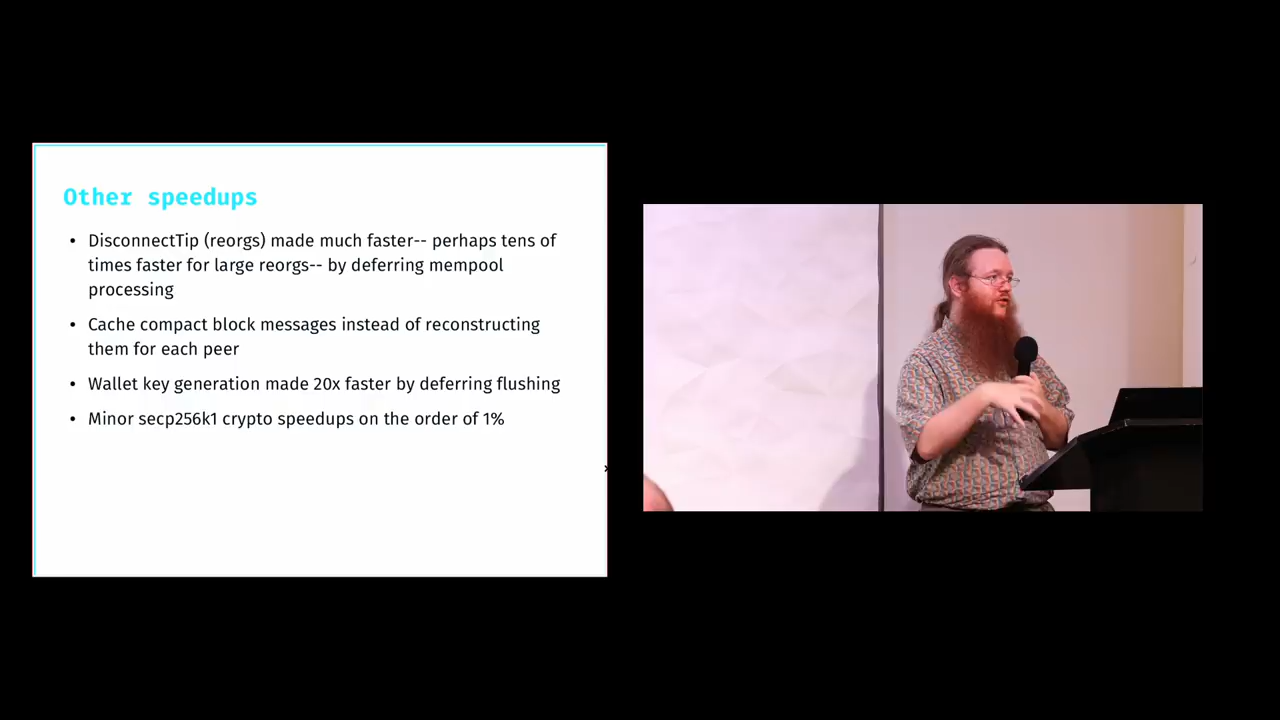 Other speedups
• DisconnectTip (reorgs) made much faster-- perhaps tens of
times faster for large reorgs-- by deferring mempool
processing
• Cache compact block messages instead of reconstructing
them for each peer
• Wallet key generation made 20x faster by deferring flushing
• Minor secp256k1 crypto speedups on the order of 1%